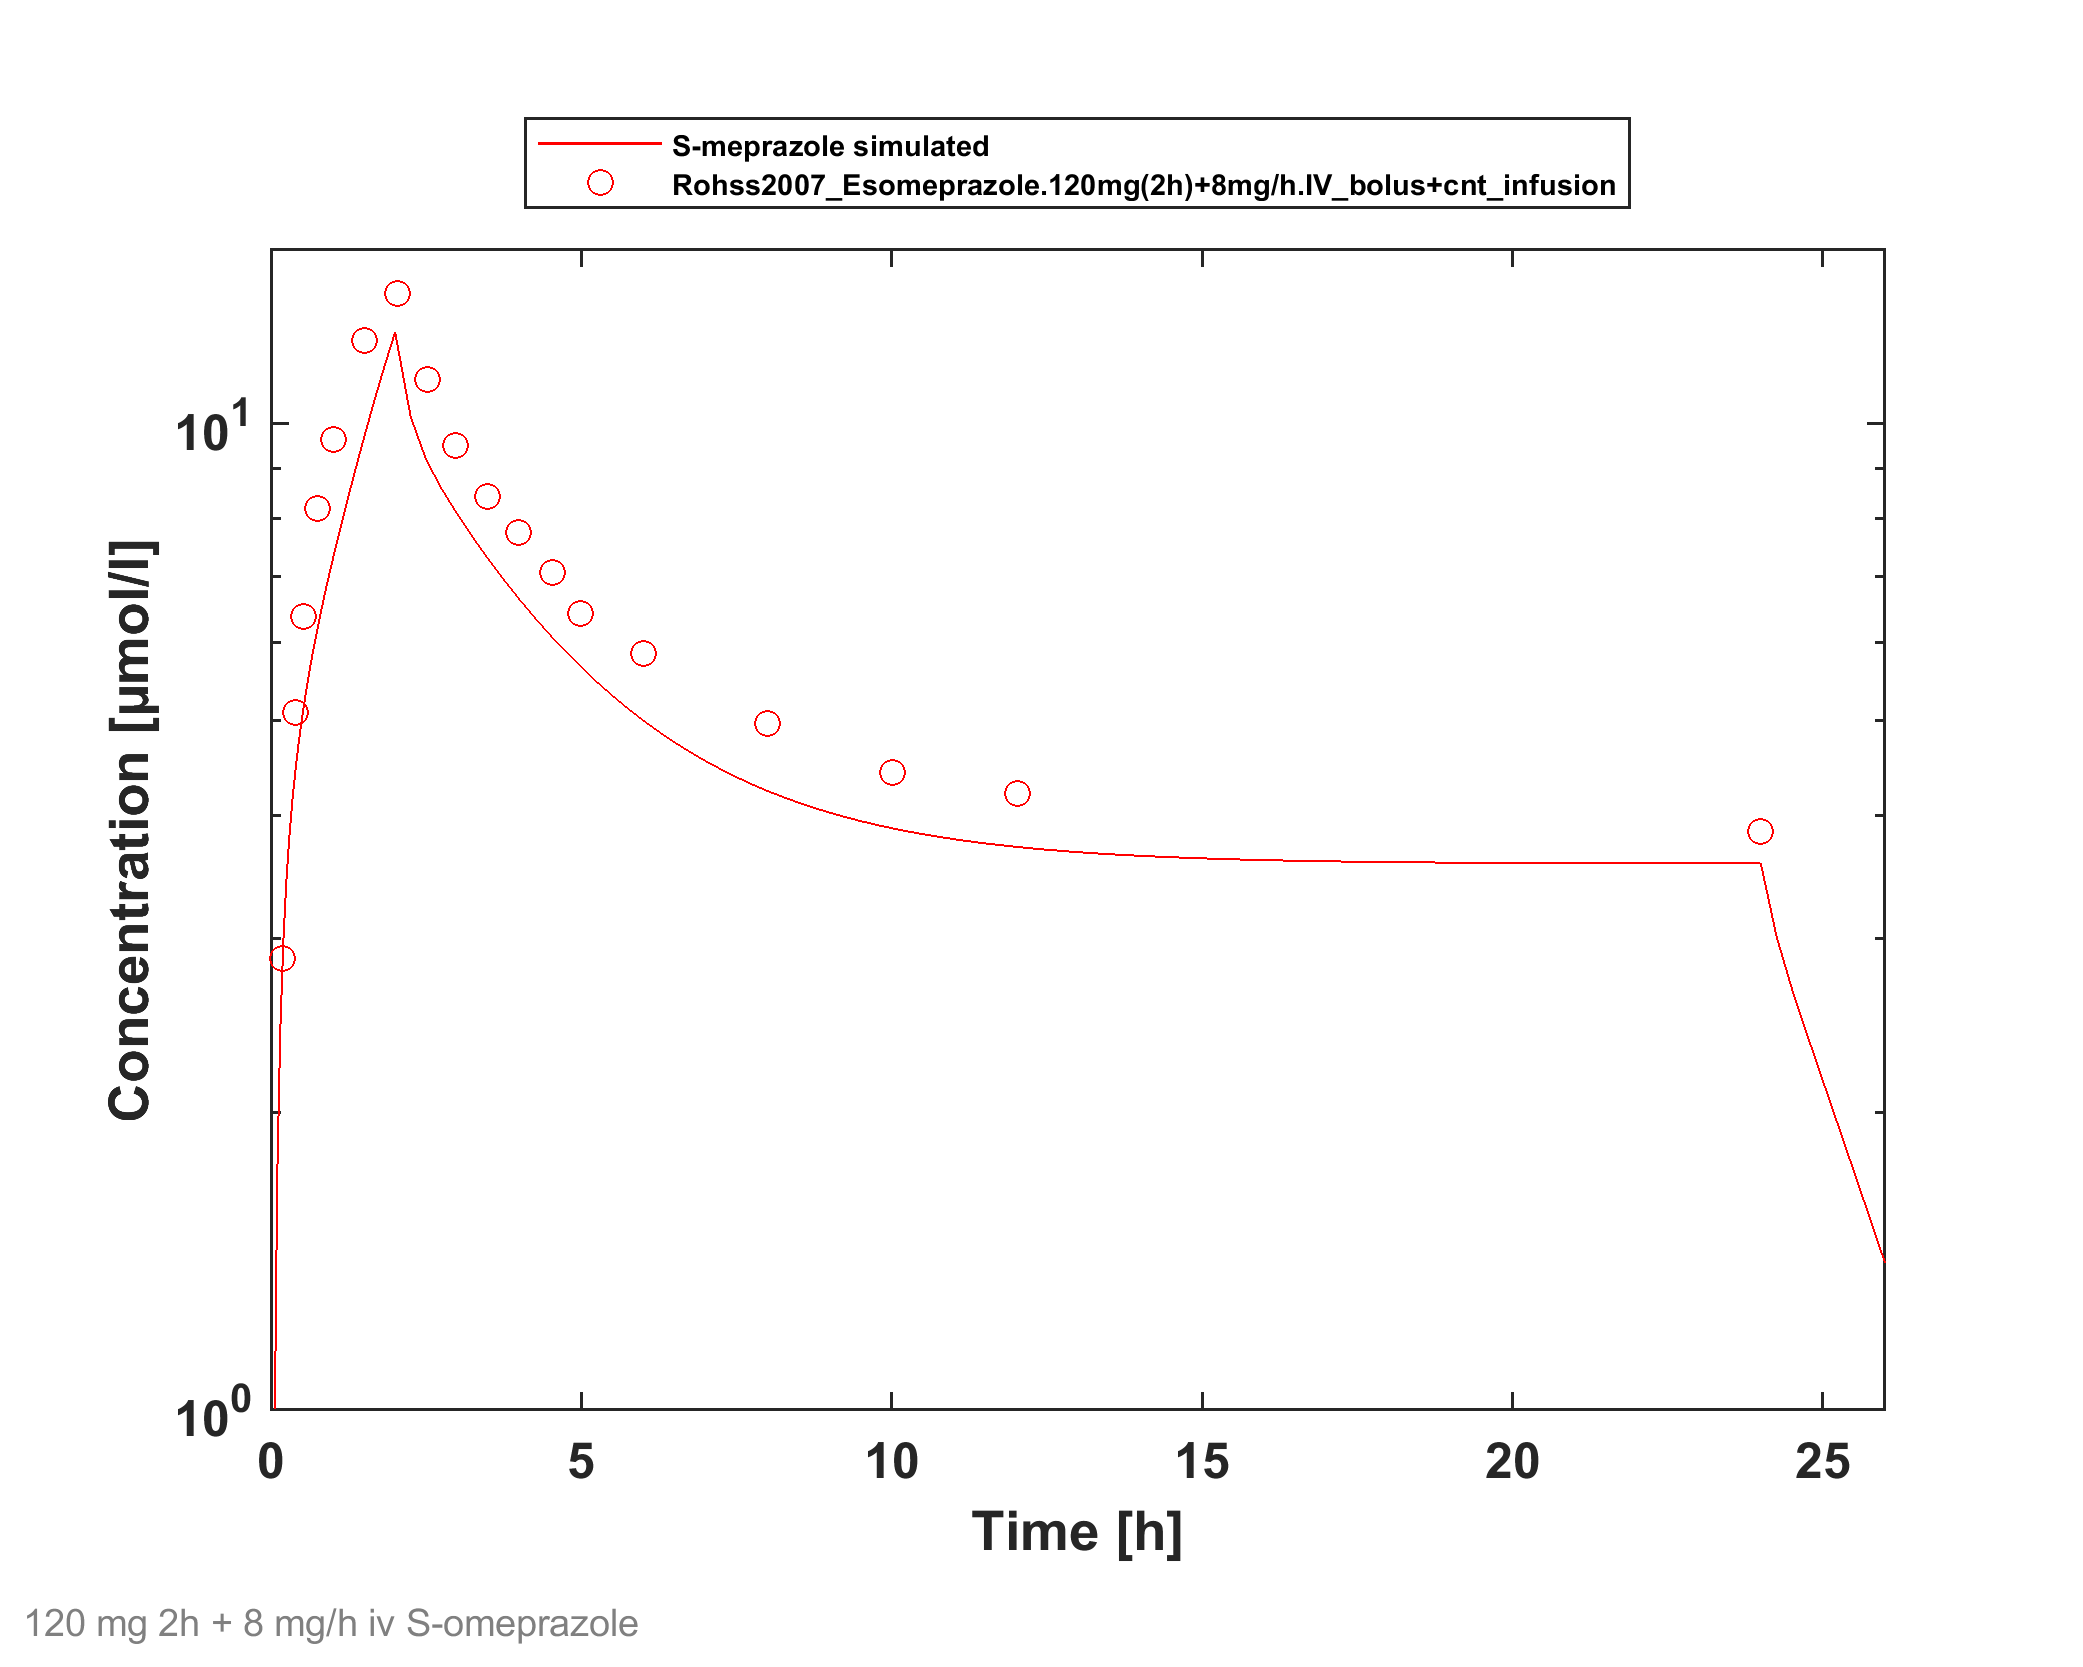 S-meprazole simulated
Rohss2007_Esomeprazole.120mg(2h)+8mg/h.IV_bolus+cnt_infusion
10^1
10^0
Concentration [µmol/l]
0 5 10 15 20 25
Time [h]
120 mg 2h + 8 mg/h iv S-omeprazole